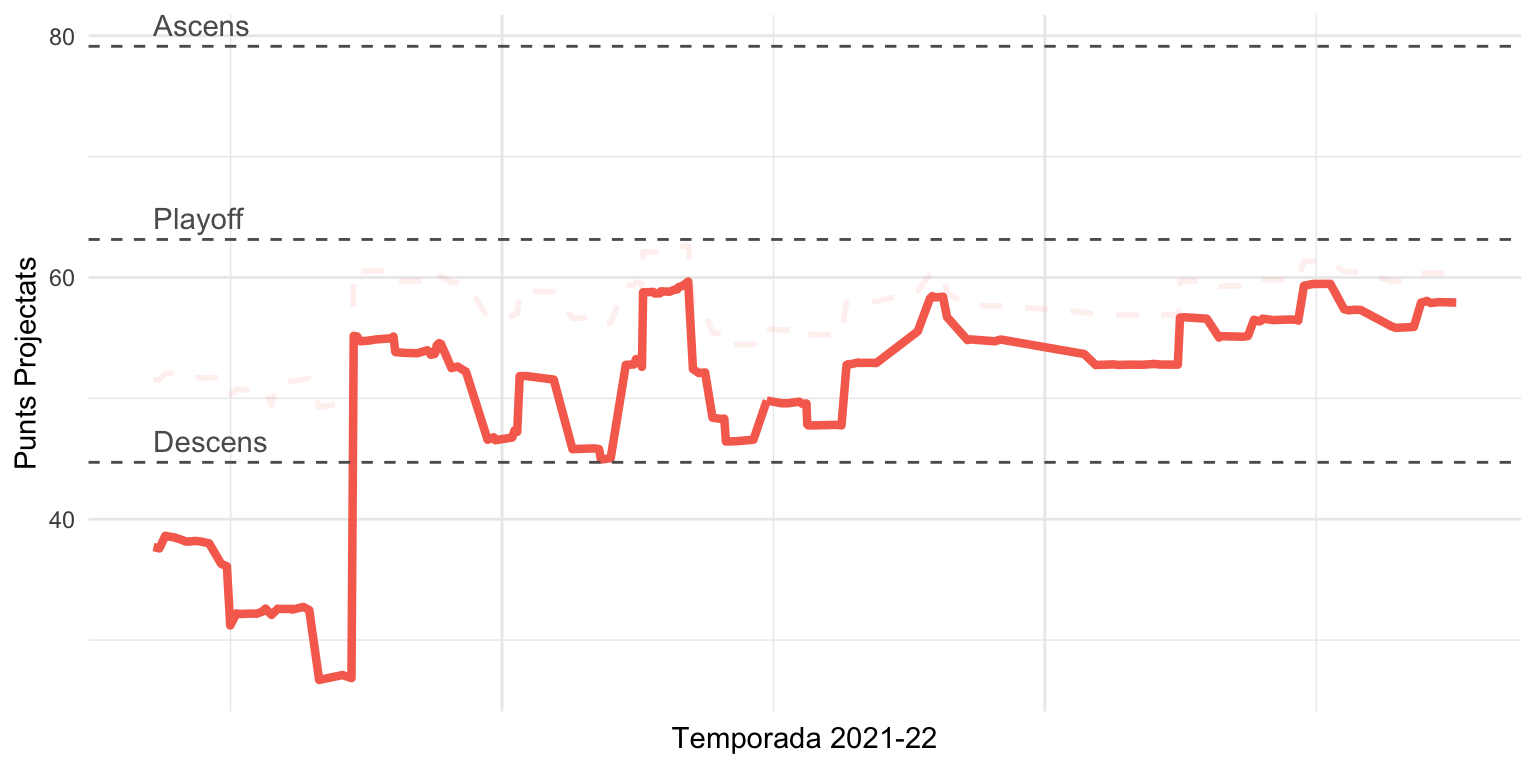 Ascens
80
Playoff
60
Descens
40
Punts Projectats
Temporada 2021-22